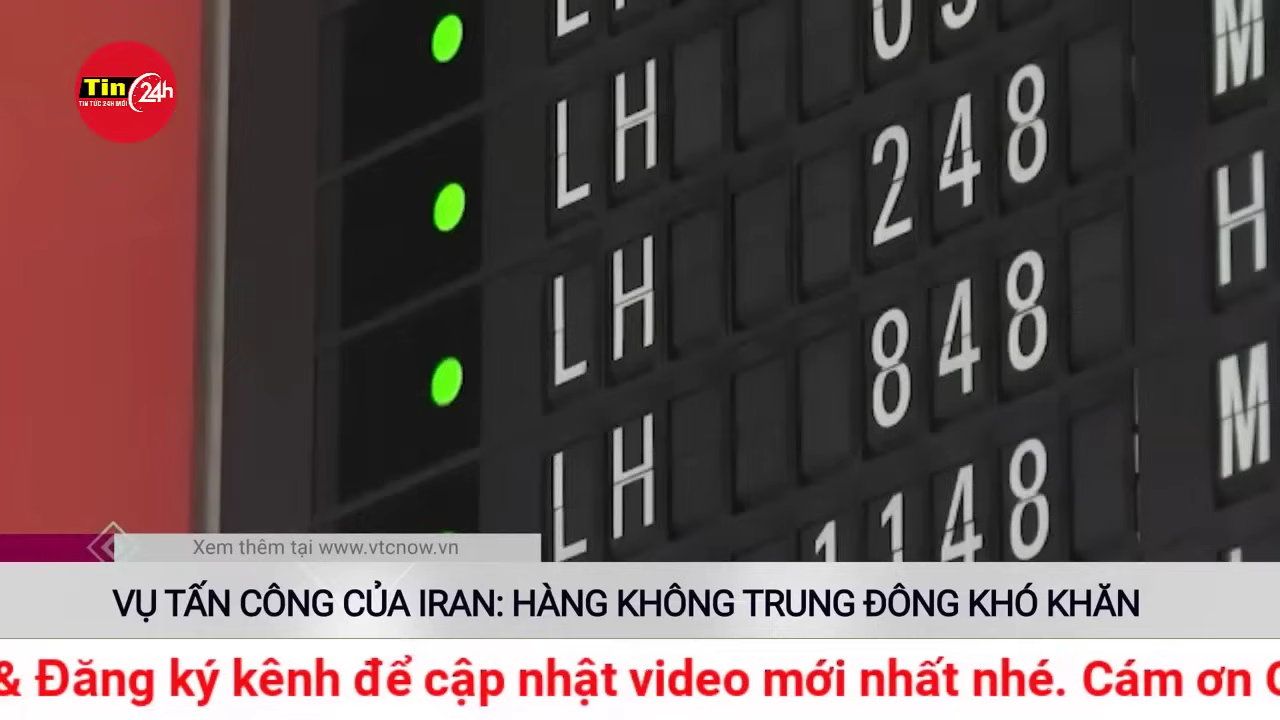 Tin 24h
TIN TỨC 24H MỚI
LH 248 H
LH 848 M
LH 1148
Xem thêm tại www.vtcnow.vn
VỤ TẤN CÔNG CỦA IRAN: HÀNG KHÔNG TRUNG ĐÔNG KHÓ KHĂN
& Đăng ký kênh để cập nhật video mới nhất nhé. Cám ơn